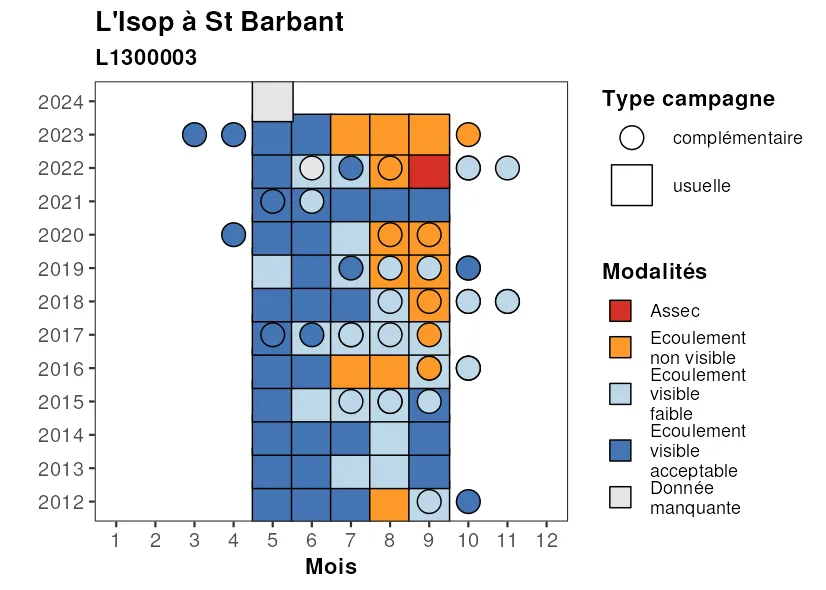 L'Isop à St Barbant
L1300003
2024
2023
2022
2021
2020
2019
2018
2017
2016
2015
2014
2013
2012
1 2 3 4 5 6 7 8 9 10 11 12
Mois
Type campagne
complémentaire
usuelle
Modalités
Assec
Ecoulement
non visible
Ecoulement
visible
faible
Ecoulement
visible
acceptable
Donnée
manquante